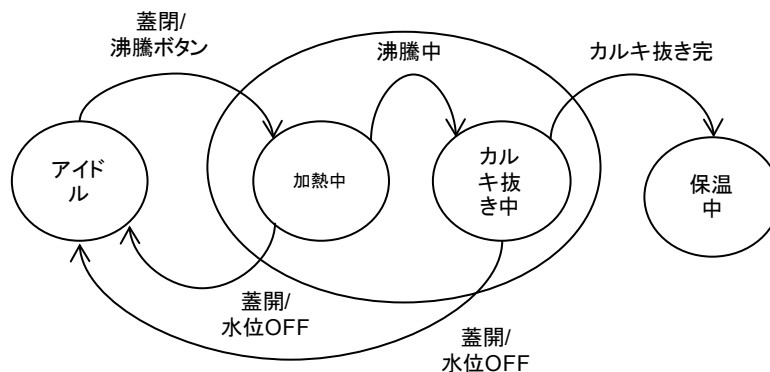 蓋閉/
沸騰ボタン
沸騰中
カルキ抜き完
アイド
ル
加熱中
カル
キ抜
き中
保温
中
蓋開/
水位OFF
蓋開/
水位OFF